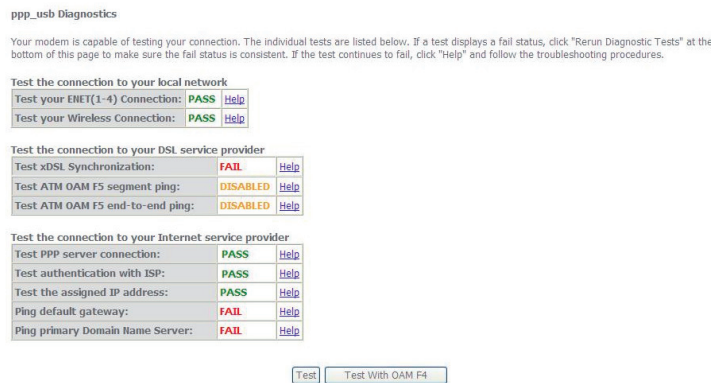 ppp_usb Diagnostics
Your modem is capable of testing your connection. The individual tests are listed below. If a test displays a fail status, click "Rerun Diagnostic Tests" at the
bottom of this page to make sure the fail status is consistent. If the test continues to fail, click "Help" and follow the troubleshooting procedures.
Test the connection to your local network
Test your ENET(1-4) Connection: PASS Help
Test your Wireless Connection: PASS Help
Test the connection to your DSL service provider
Test xDSL Synchronization: FAIL Help
Test ATM OAM F5 segment ping: DISABLED Help
Test ATM OAM F5 end-to-end ping: DISABLED Help
Test the connection to your Internet service provider
Test PPP server connection: PASS Help
Test authentication with ISP: PASS Help
Test the assigned IP address: PASS Help
Ping default gateway: FAIL Help
Ping primary Domain Name Server: FAIL Help
Test Test With OAM F4